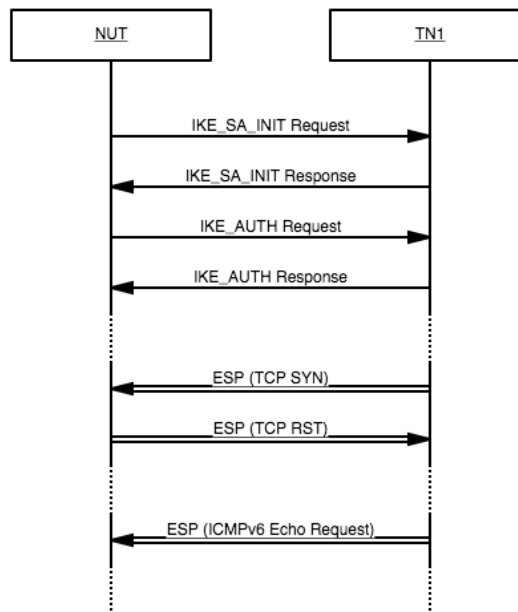 NUT
TN1
IKE_SA_INIT Request
IKE_SA_INIT Response
IKE_AUTH Request
IKE_AUTH Response
ESP (TCP SYN)
ESP (TCP RST)
ESP (ICMPv6 Echo Request)